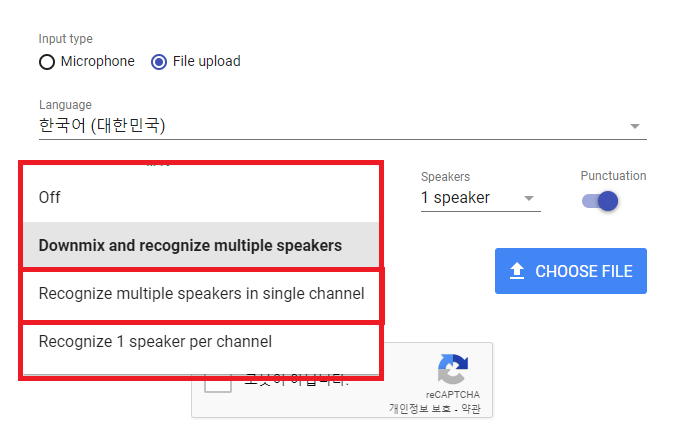 Input type
Microphone
File upload
Language
한국어 (대한민국)
Off
Speakers
1 speaker
Punctuation
Downmix and recognize multiple speakers
Recognize multiple speakers in single channel
CHOOSE FILE
Recognize 1 speaker per channel
reCAPTCHA
개인정보 보호 - 약관